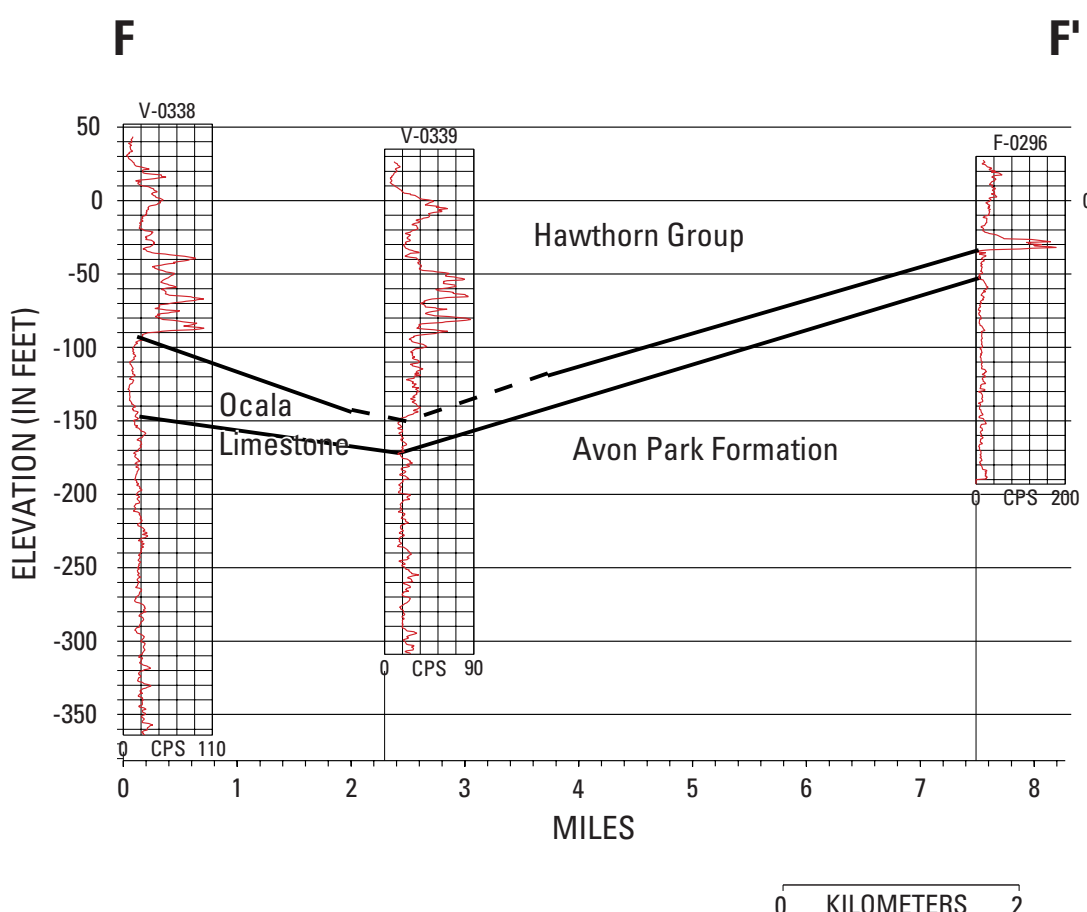 F
F'
V-0338
V-0339
F-0296
50
0
-50
-100
-150
-200
-250
-300
-350
ELEVATION (IN FEET)
Hawthorn Group
Ocala
Limestone
Avon Park Formation
0 CPS 110
0 CPS 90
0 CPS 200
0
0 1 2 3 4 5 6 7 8
MILES
0 KILOMETERS 2